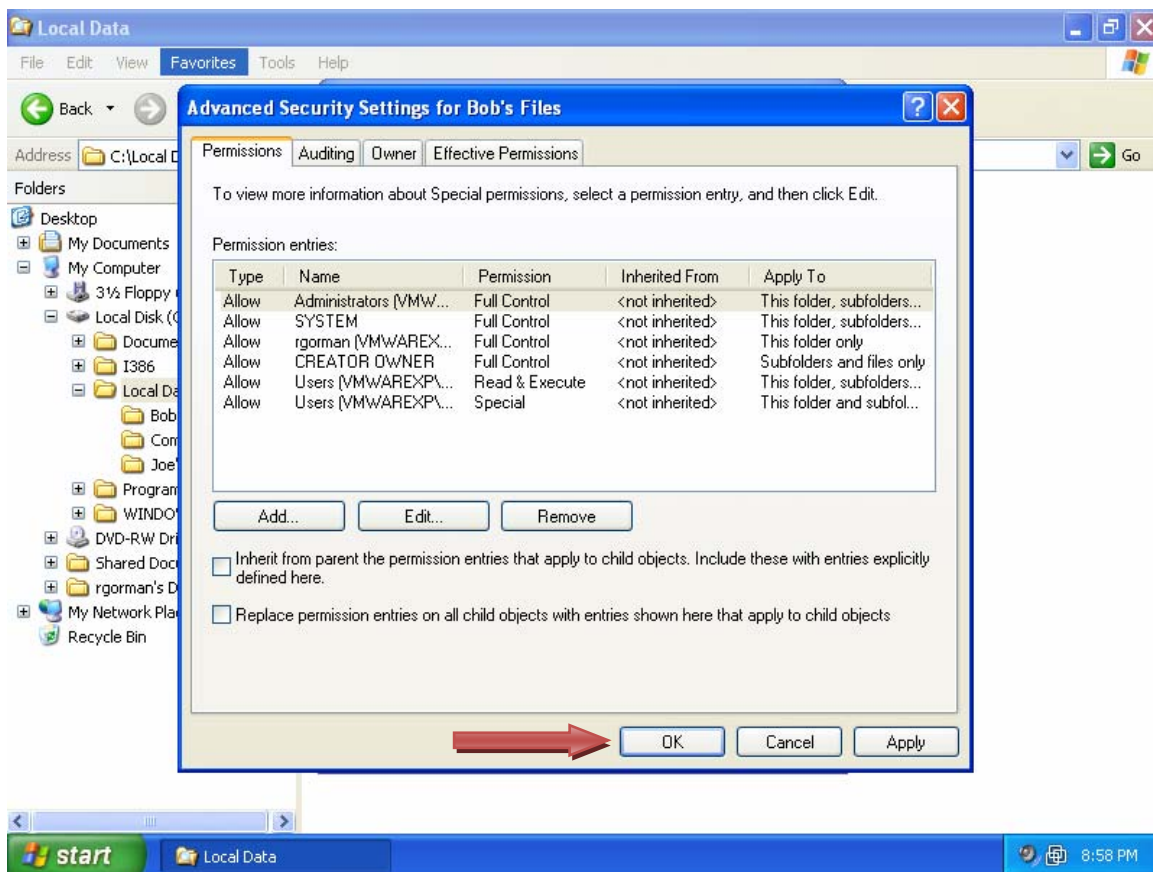 Local Data
File Edit View Favorites Tools Help
Back
Advanced Security Settings for Bob's Files
Address C:\Local D
Go
Permissions Auditing Owner Effective Permissions
Folders
To view more information about Special permissions, select a permission entry, and then click Edit.
Desktop
My Documents
My Computer
3½ Floppy
Local Disk (C
Docume
I386
Local Da
Bob
Com
Joe'
Program
WINDO
DVD-RW Dri
Shared Doc
rgorman's D
My Network Pla
Recycle Bin
Permission entries:
Type Name Permission Inherited From Apply To
Allow Administrators (VMW... Full Control <not inherited> This folder, subfolders...
Allow SYSTEM Full Control <not inherited> This folder, subfolders...
Allow rgorman (VMWAREX... Full Control <not inherited> This folder only
Allow CREATOR OWNER Full Control <not inherited> Subfolders and files only
Allow Users (VMWAREXP\... Read & Execute <not inherited> This folder, subfolders...
Allow Users (VMWAREXP\... Special <not inherited> This folder and subfol...
Add... Edit... Remove
Inherit from parent the permission entries that apply to child objects. Include these with entries explicitly
defined here.
Replace permission entries on all child objects with entries shown here that apply to child objects
OK Cancel Apply
start Local Data 8:58 PM